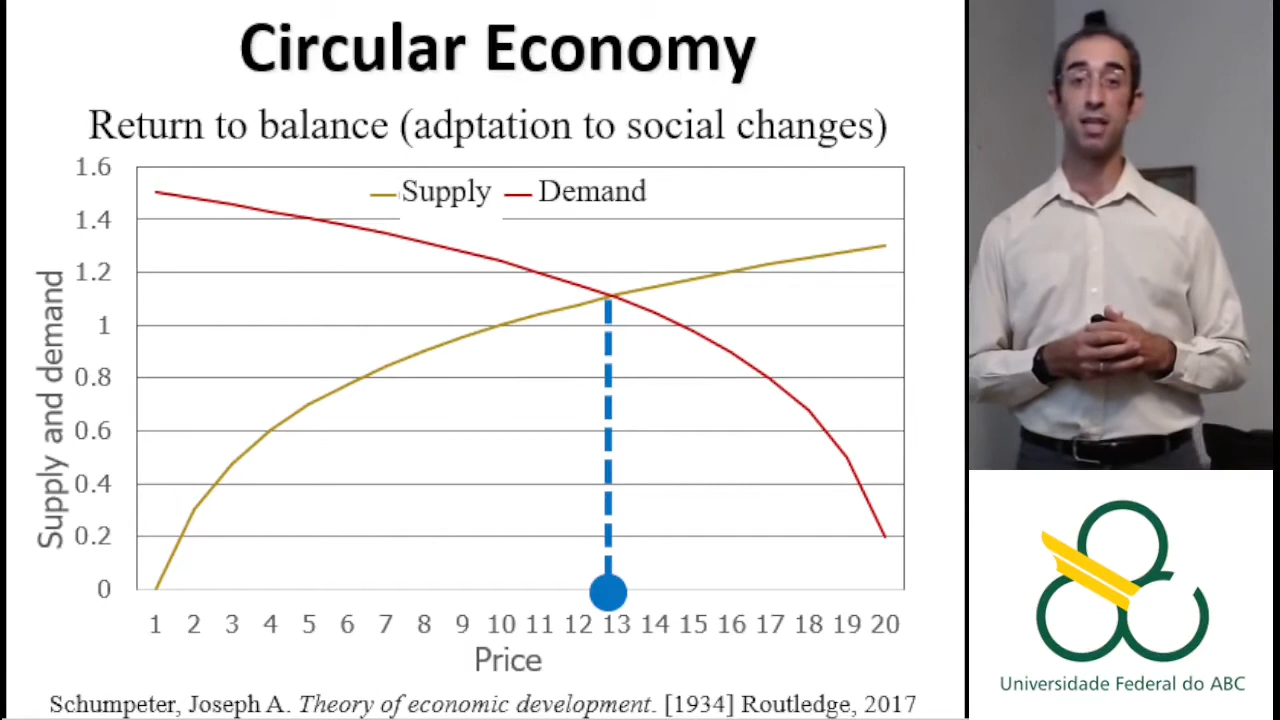 Circular Economy
Return to balance (adptation to social changes)
Supply Demand
Supply and demand
1.6
1.4
1.2
1
0.8
0.6
0.4
0.2
0
1 2 3 4 5 6 7 8 9 10 11 12 13 14 15 16 17 18 19 20
Price
Schumpeter, Joseph A. Theory of economic development. [1934] Routledge, 2017
Universidade Federal do ABC